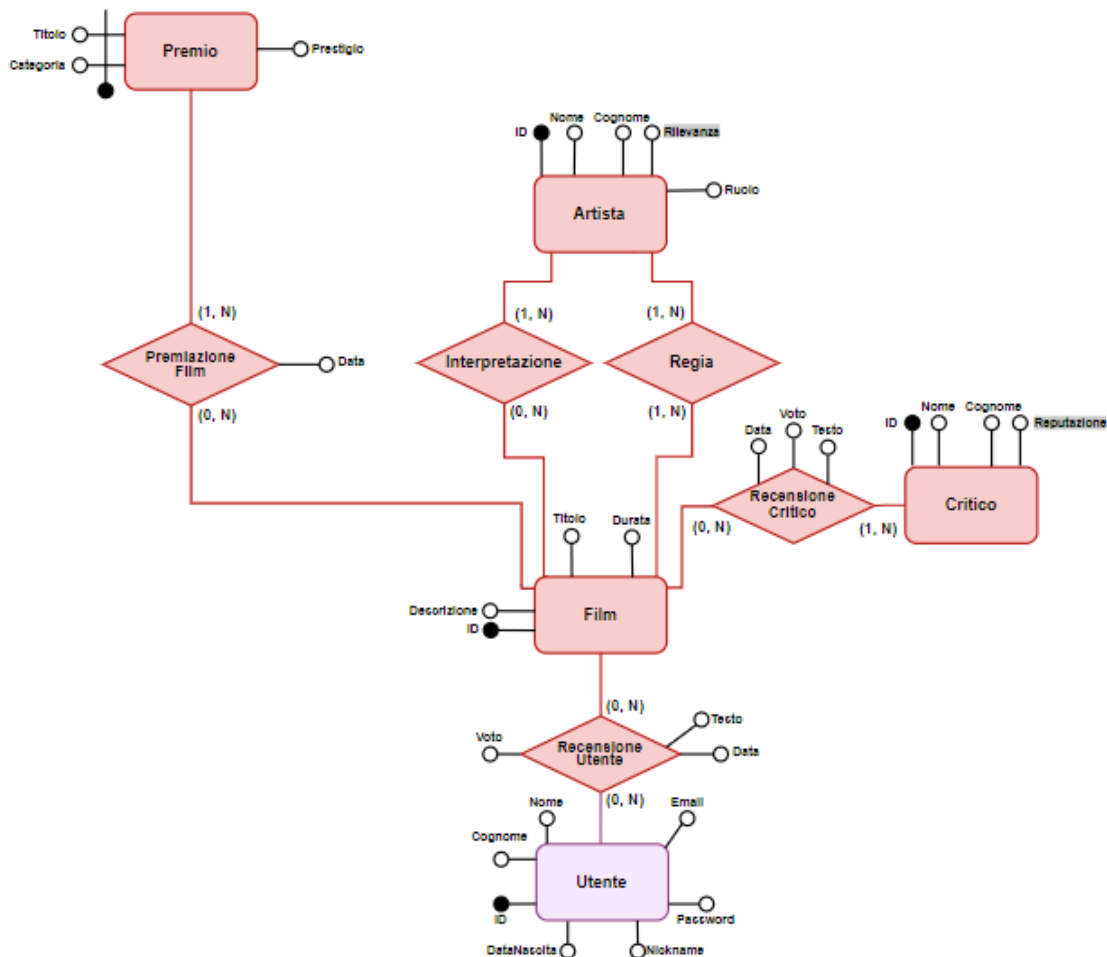 Titolo
Premio
Prestigio
Categoria
Nome
Cognome
ID
Rilevanza
Ruolo
Artista
(1, N)
(1, N)
(1, N)
Premiazione
Film
Data
Interpretazione
Regia
(0, N)
(0, N)
(1, N)
Voto
Data
Testo
Nome
Cognome
ID
Reputazione
Recensione
Critico
Critico
(0, N)
(1, N)
Titolo
Durata
Descrizione
ID
Film
(0, N)
Testo
Voto
Recensione
Utente
Data
(0, N)
Nome
Email
Cognome
Utente
ID
Password
DataNascita
Nickname